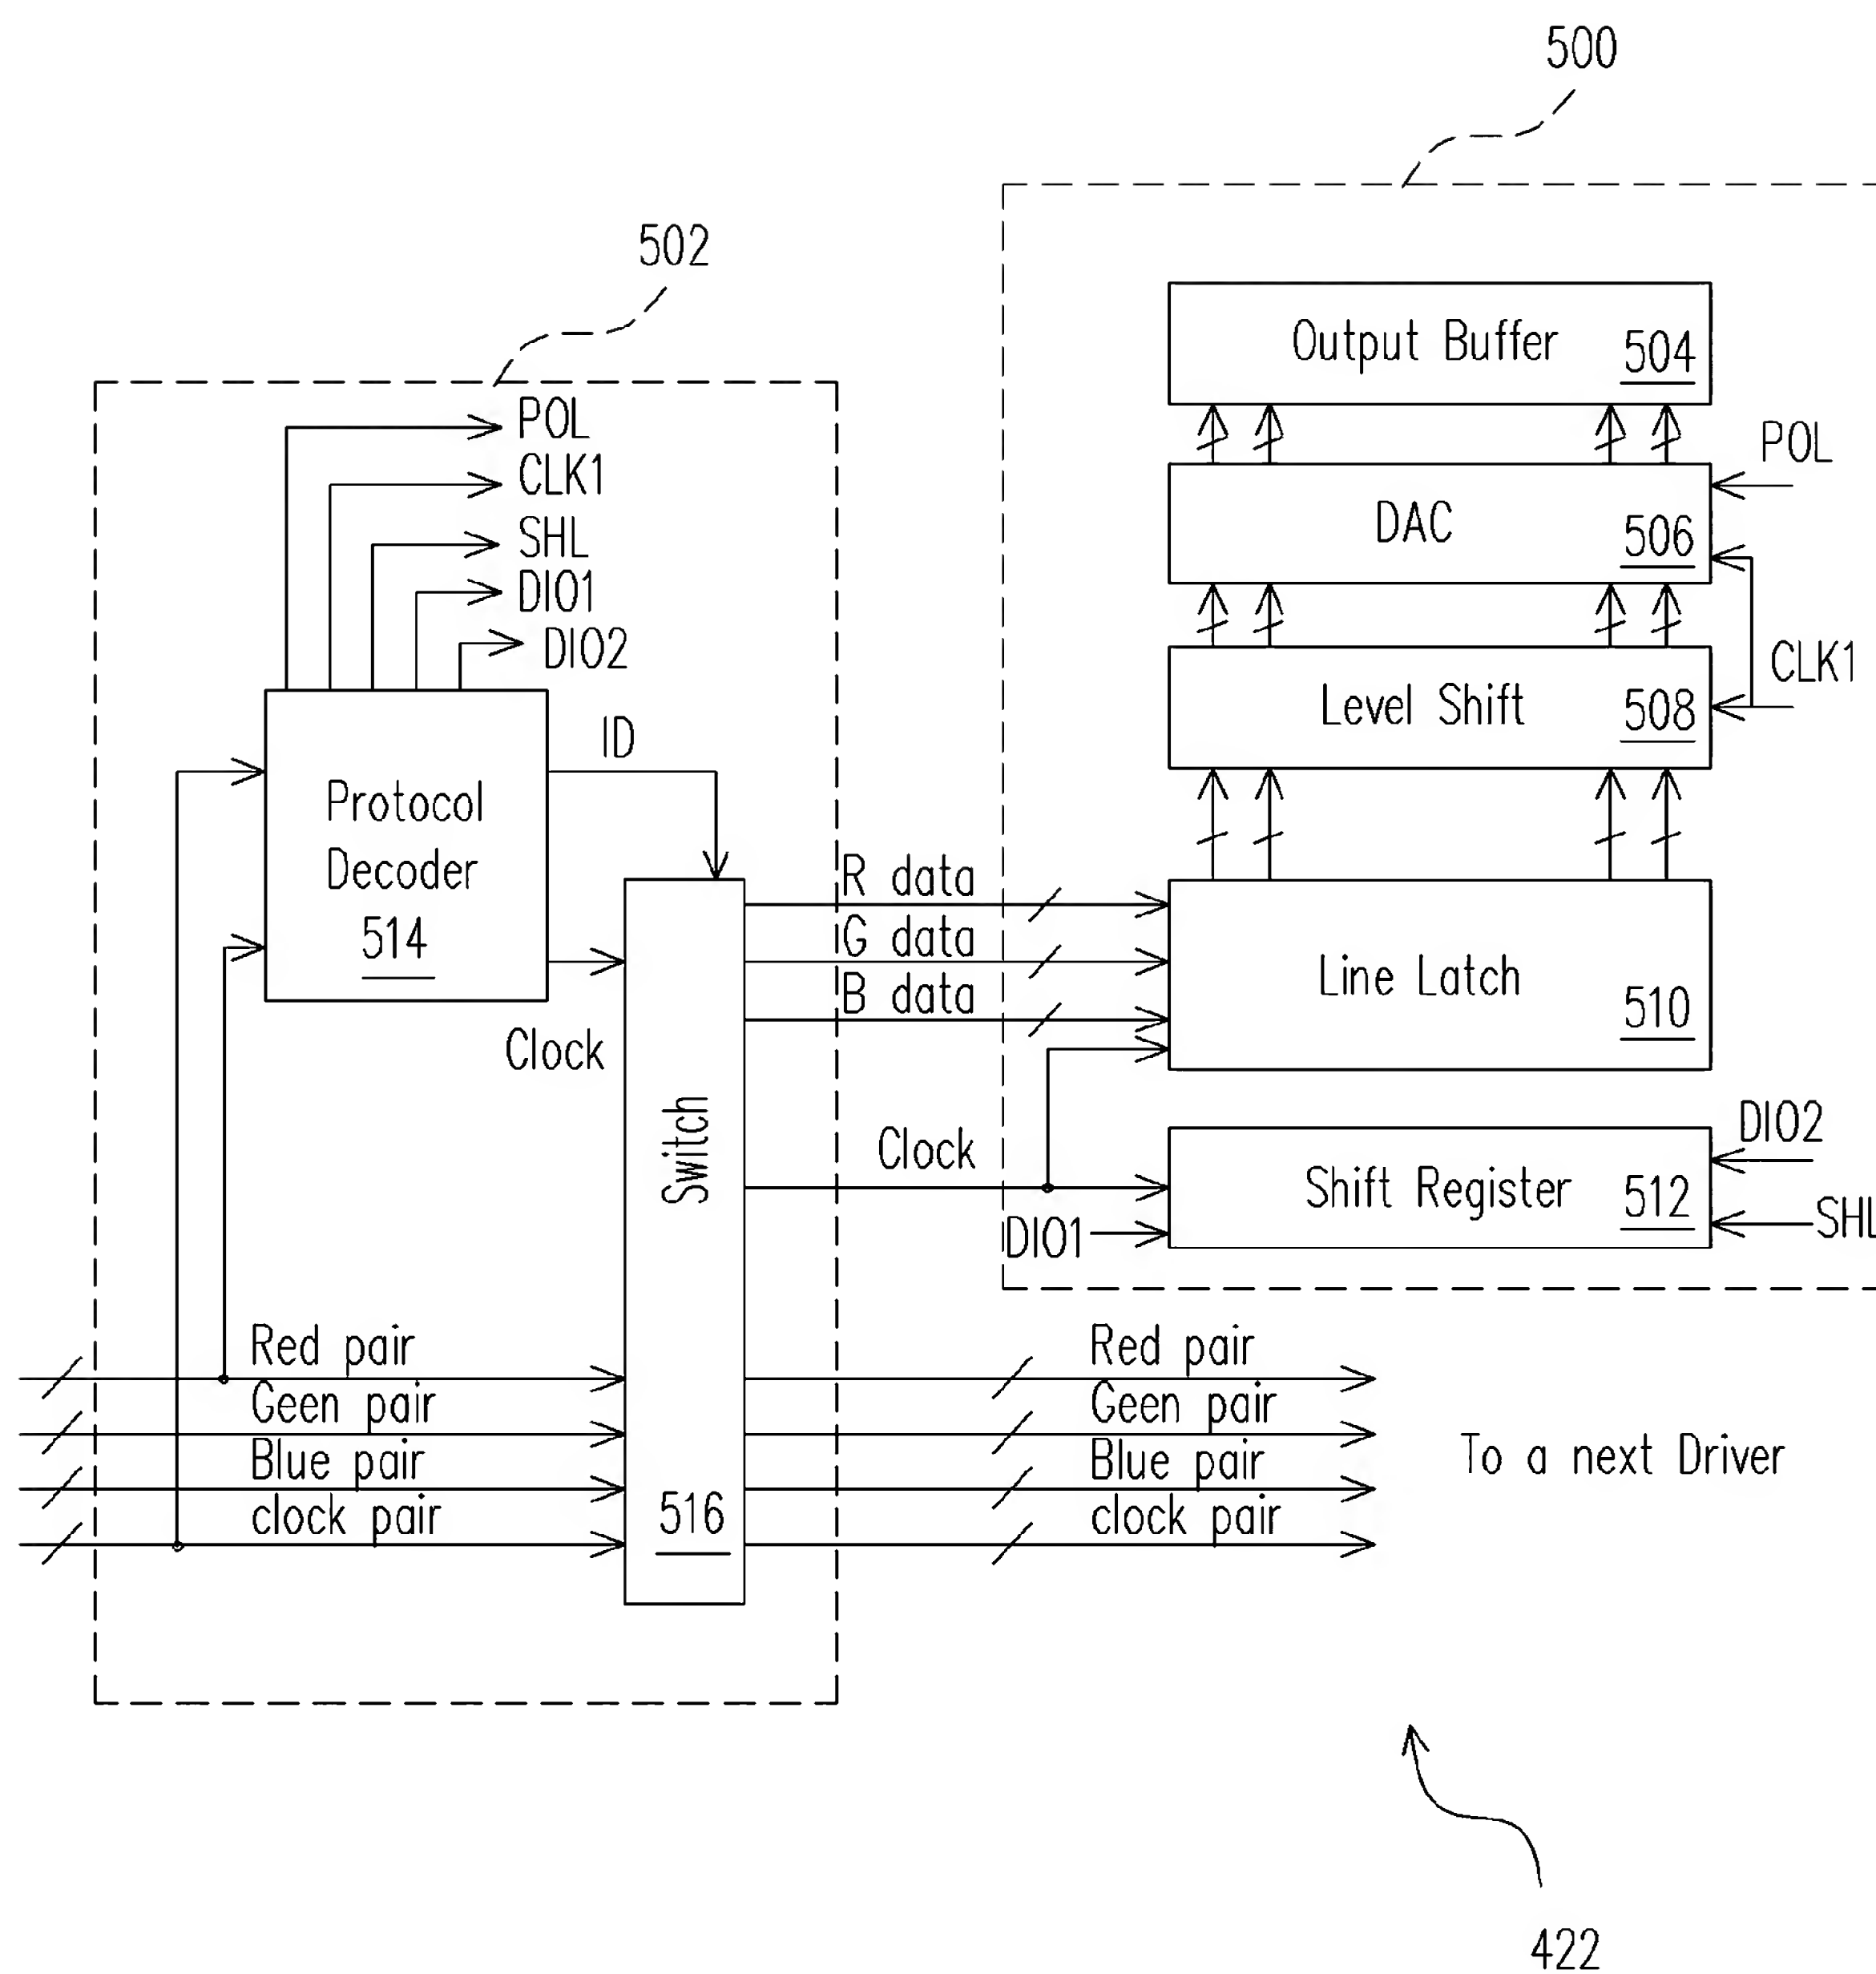 500
502
POL
CLK1
SHL
DIO1
DIO2
Protocol
Decoder
514
ID
Clock
Switch
516
Red pair
Geen pair
Blue pair
clock pair
R data
G data
B data
Clock
Output Buffer 504
POL
DAC 506
CLK1
Level Shift 508
Line Latch 510
DIO2
Shift Register 512
SHL
DIO1
Red pair
Geen pair
Blue pair
clock pair
To a next Driver
422